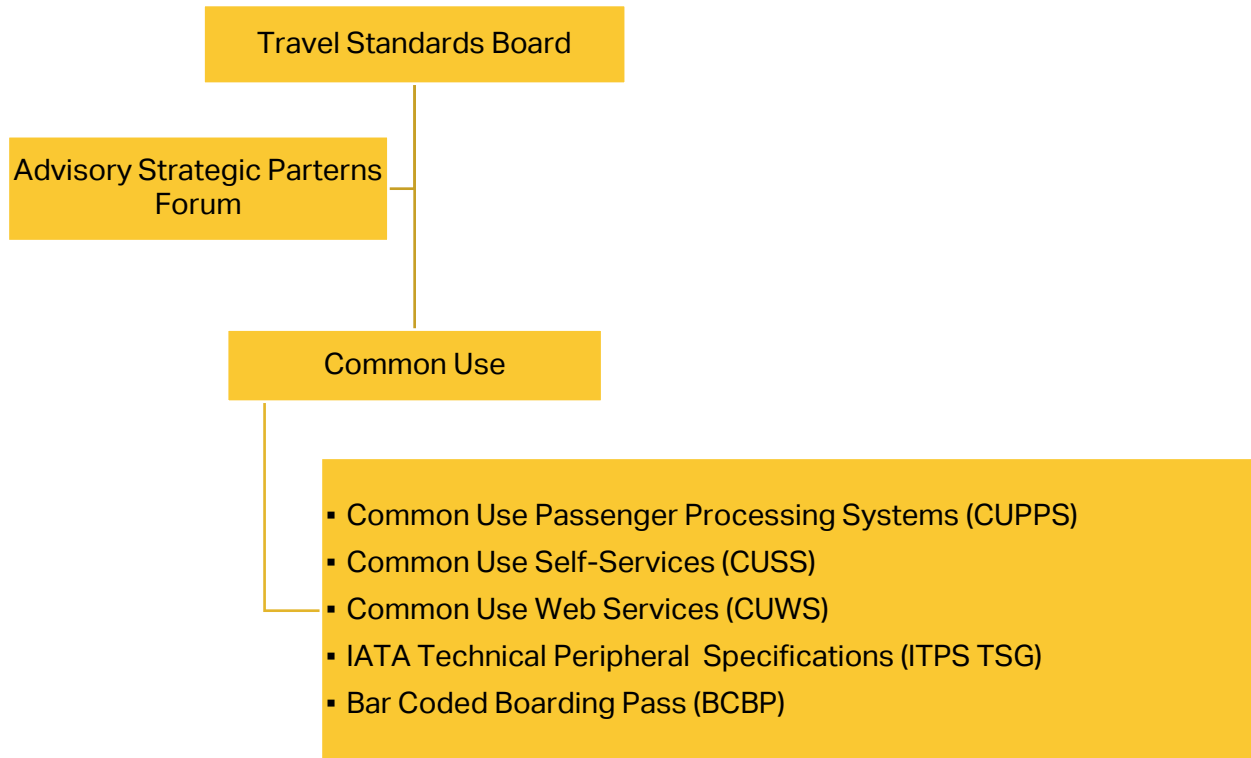 Travel Standards Board
Advisory Strategic Parterns
Forum
Common Use
▪ Common Use Passenger Processing Systems (CUPPS)
▪ Common Use Self-Services (CUSS)
▪ Common Use Web Services (CUWS)
▪ IATA Technical Peripheral  Specifications (ITPS TSG)
▪ Bar Coded Boarding Pass (BCBP)